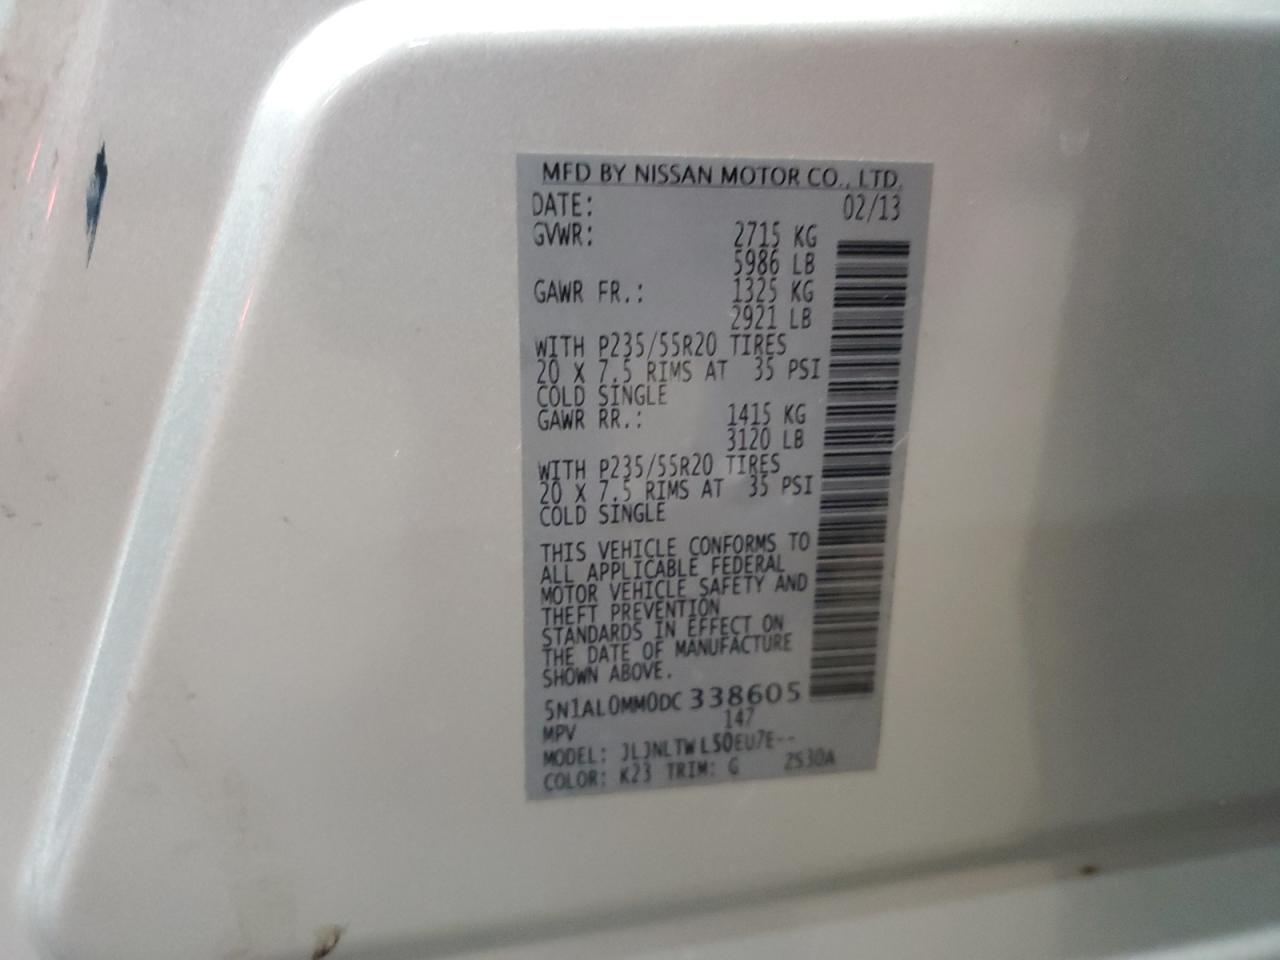 MFD BY NISSAN MOTOR CO., LTD.
DATE: 02/13
GVWR: 2715 KG
5986 LB
GAWR FR.: 1325 KG
2921 LB
WITH P235/55R20 TIRES
20 X 7.5 RIMS AT 35 PSI
COLD SINGLE
GAWR RR.: 1415 KG
3120 LB
WITH P235/55R20 TIRES
20 X 7.5 RIMS AT 35 PSI
COLD SINGLE
THIS VEHICLE CONFORMS TO
ALL APPLICABLE FEDERAL
MOTOR VEHICLE SAFETY AND
THEFT PREVENTION
STANDARDS IN EFFECT ON
THE DATE OF MANUFACTURE
SHOWN ABOVE.
5N1AL0MM0DC338605
MPV 147
MODEL: JLJNLTWL50EU7E--
COLOR: K23 TRIM: G ZS30A